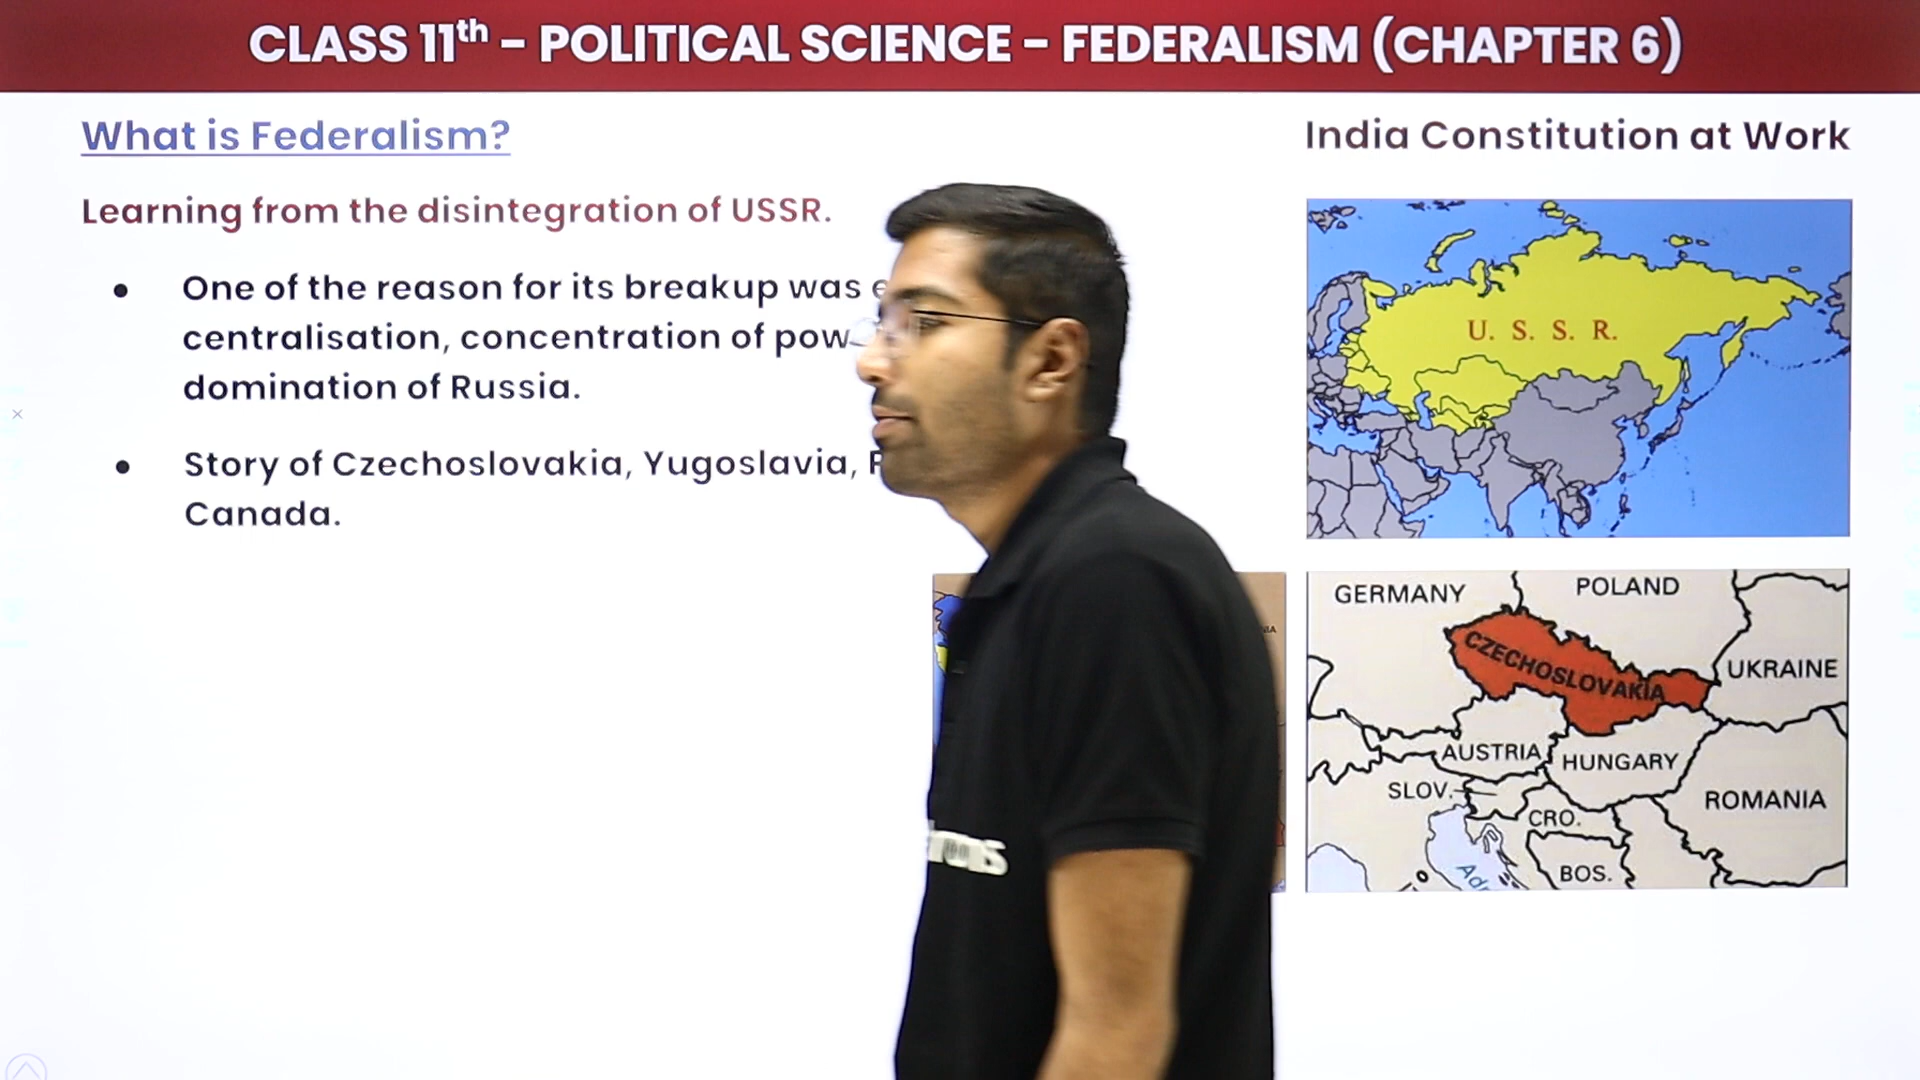 CLASS 11th – POLITICAL SCIENCE – FEDERALISM (CHAPTER 6)
What is Federalism?
India Constitution at Work
Learning from the disintegration of USSR.
One of the reason for its breakup was
centralisation, concentration of
domination of Russia.
Story of Czechoslovakia, Yugoslavia,
Canada.
U. S. S. R.
GERMANY
POLAND
CZECHOSLOVAKIA
UKRAINE
AUSTRIA
HUNGARY
SLOV.
ROMANIA
CRO.
BOS.